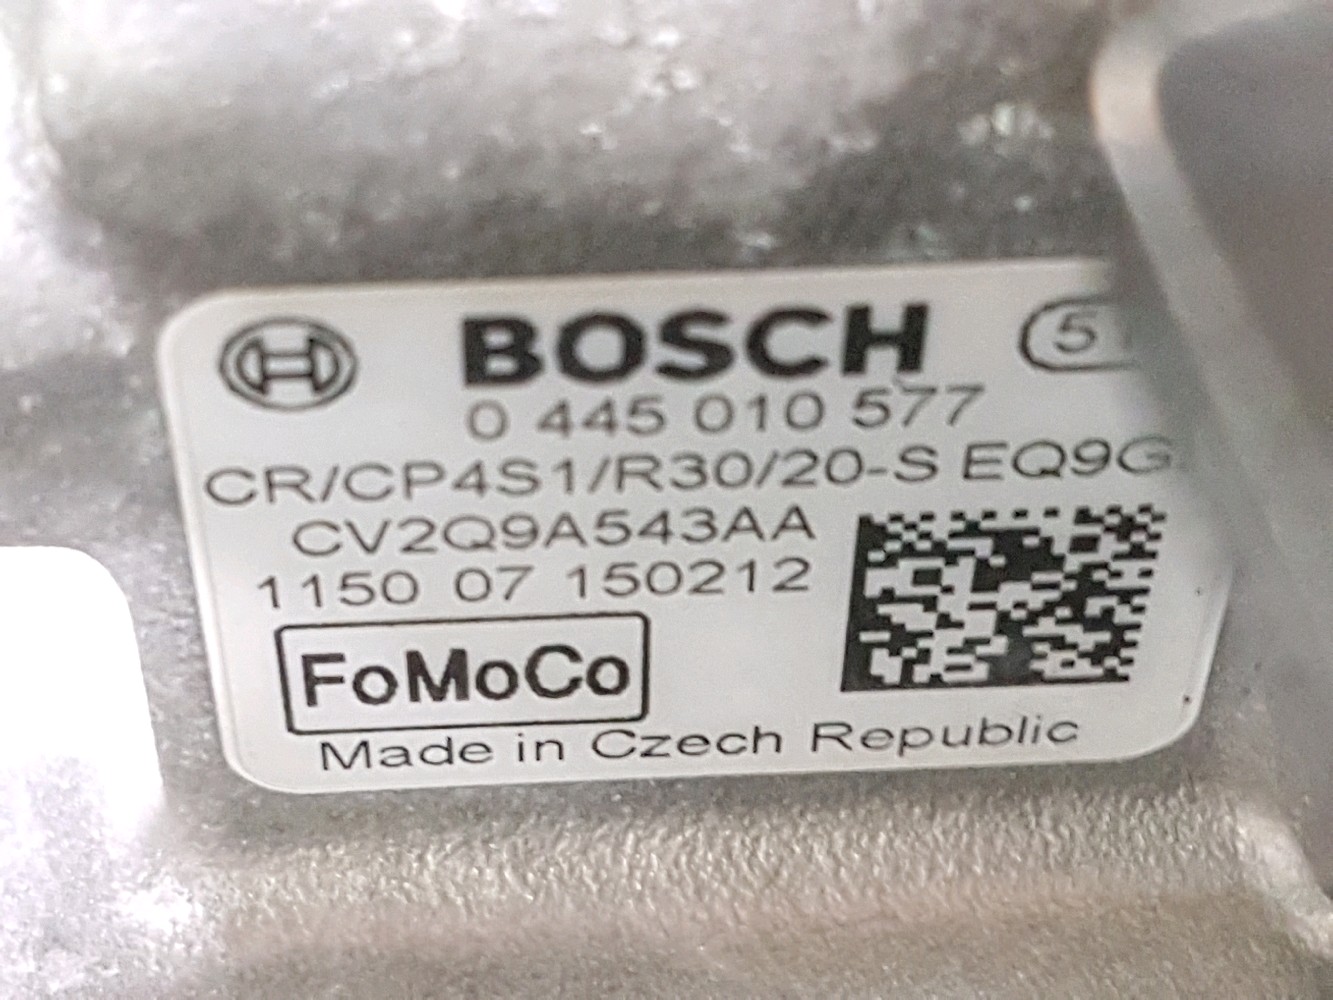 BOSCH
0 445 010 577
CR/CP4S1/R30/20-S EQ9G
CV2Q9A543AA
1150 07 150212
FoMoCo
Made in Czech Republic